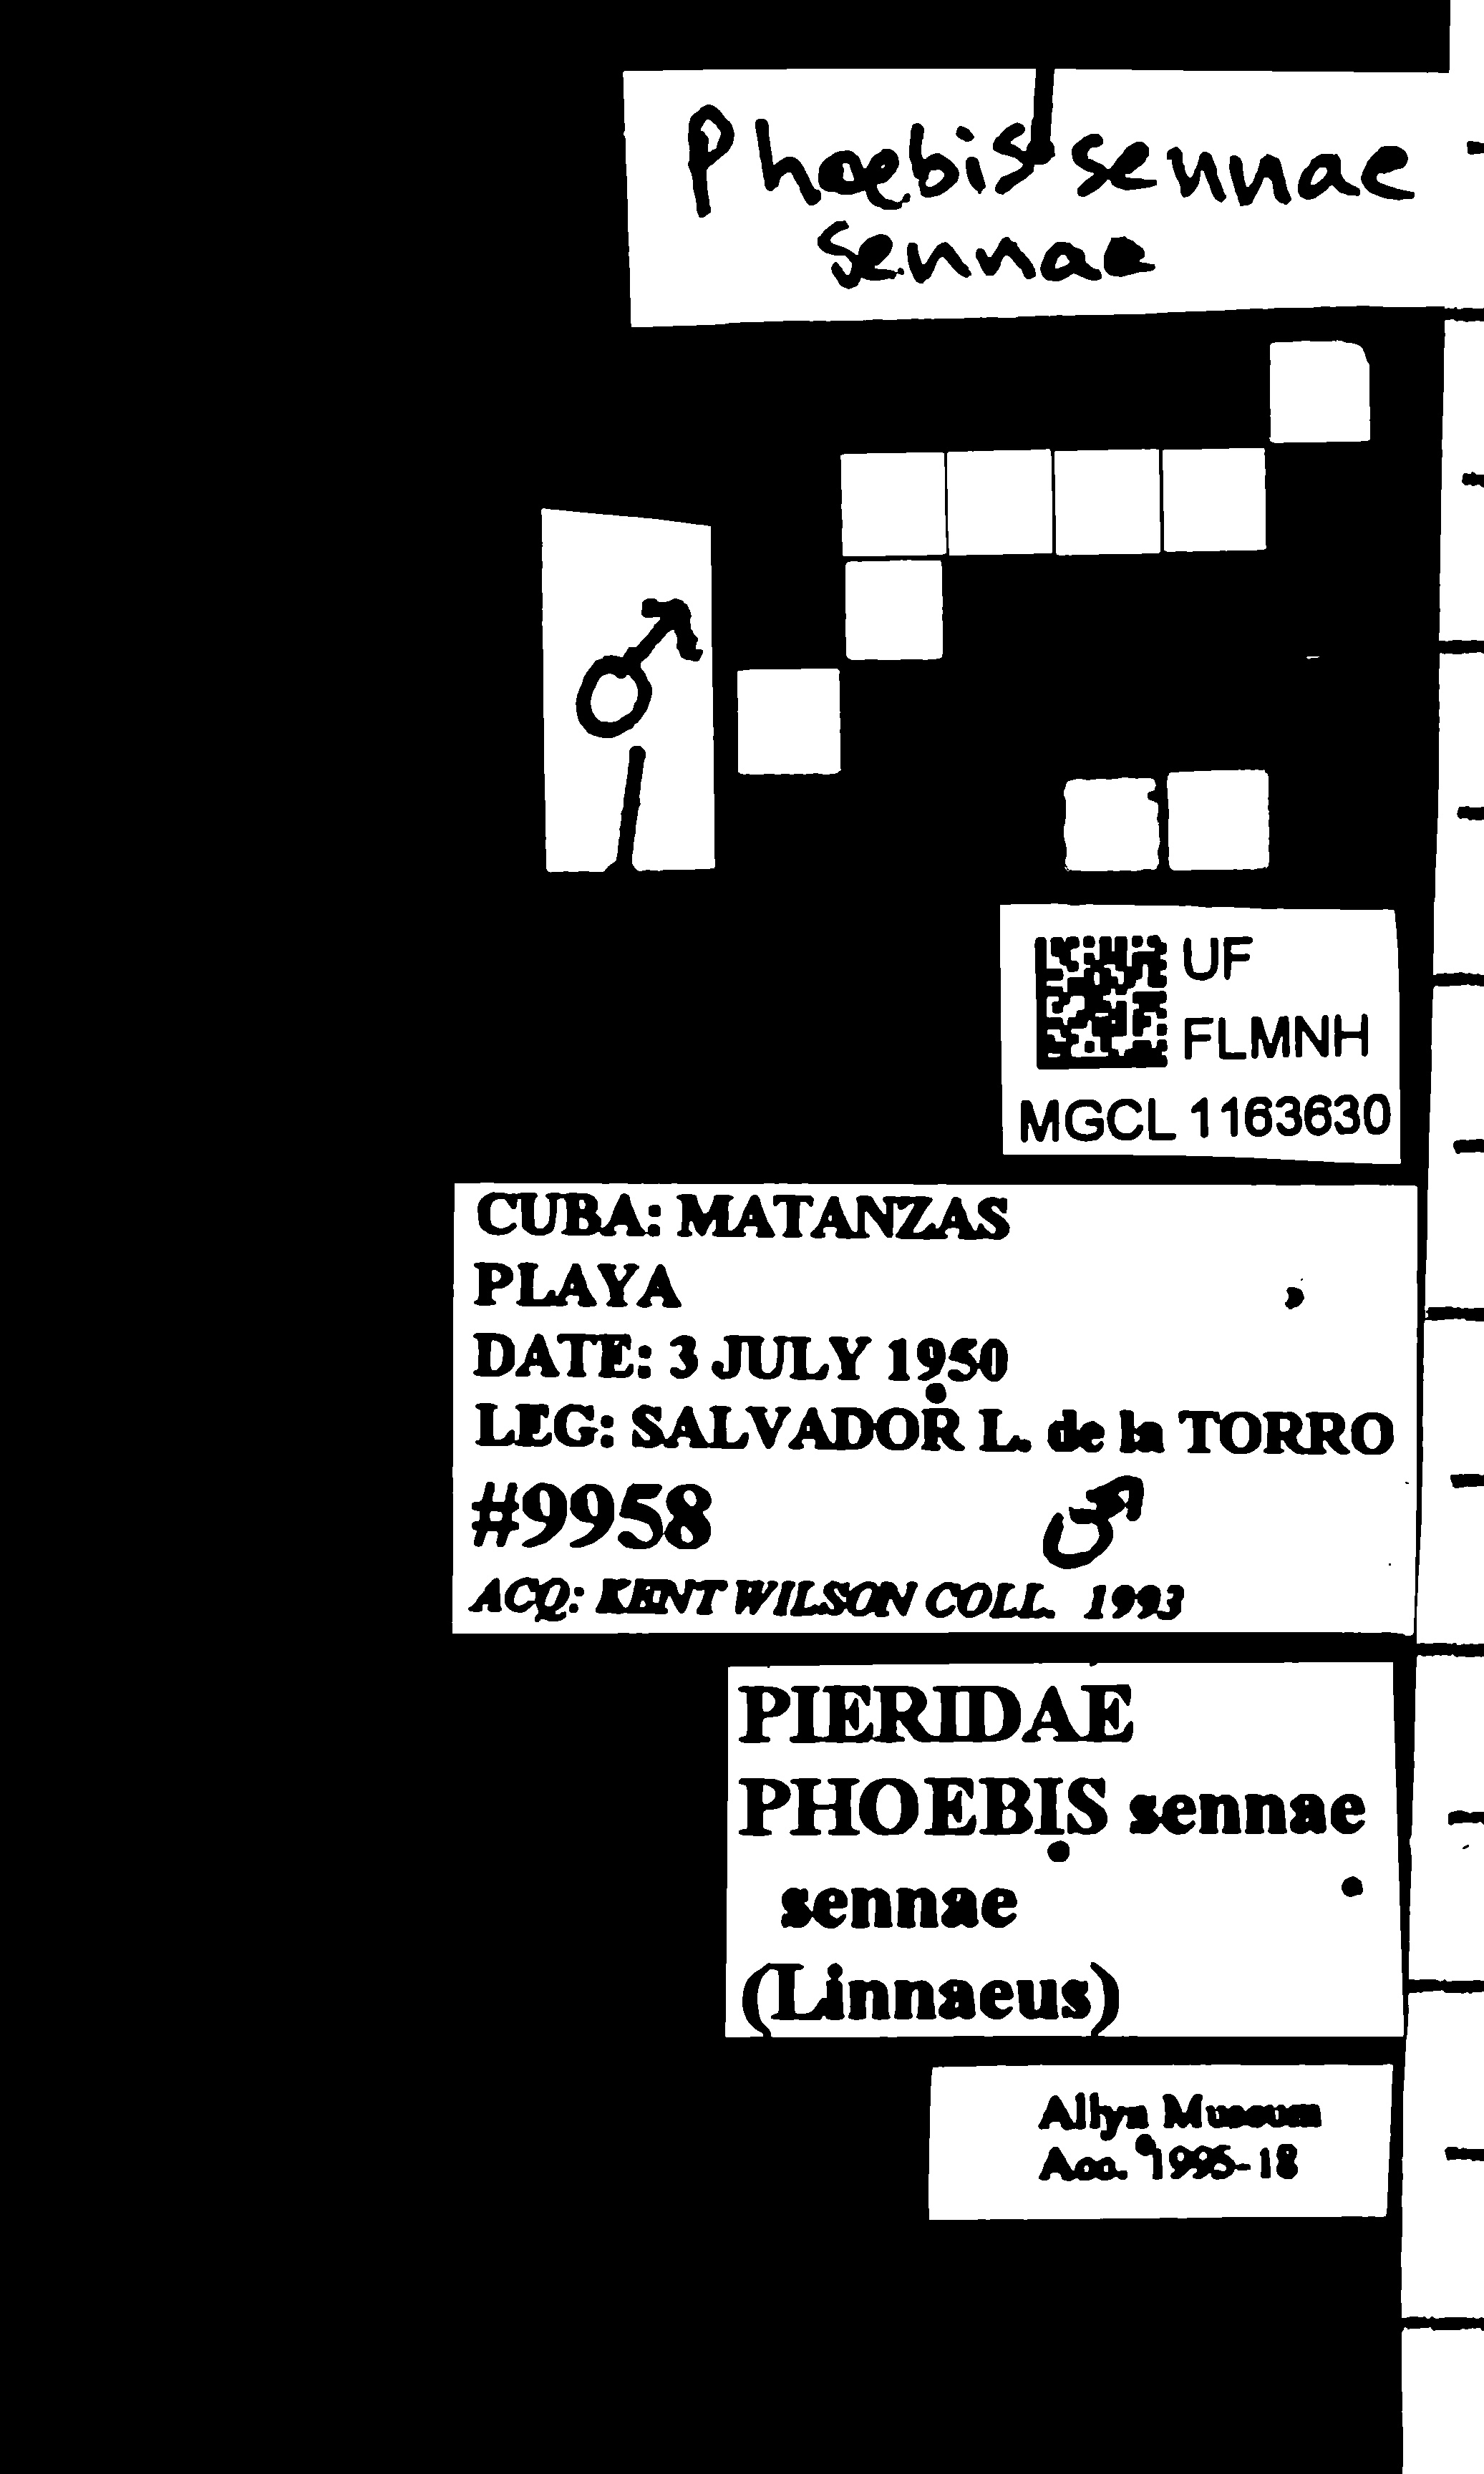 Phoebis sennae
sennae
♂
UF
FLMNH
MGCL 1163630
CUBA: MATANZAS
PLAYA
DATE: 3 JULY 1950
LEG: SALVADOR L. de la TORRO
#9958 ♂
ACQ: KENT WILSON COLL. 1993
PIERIDAE
PHOEBIS sennae
sennae
(Linnaeus)
Allyn Museum
Acc. 1995-18